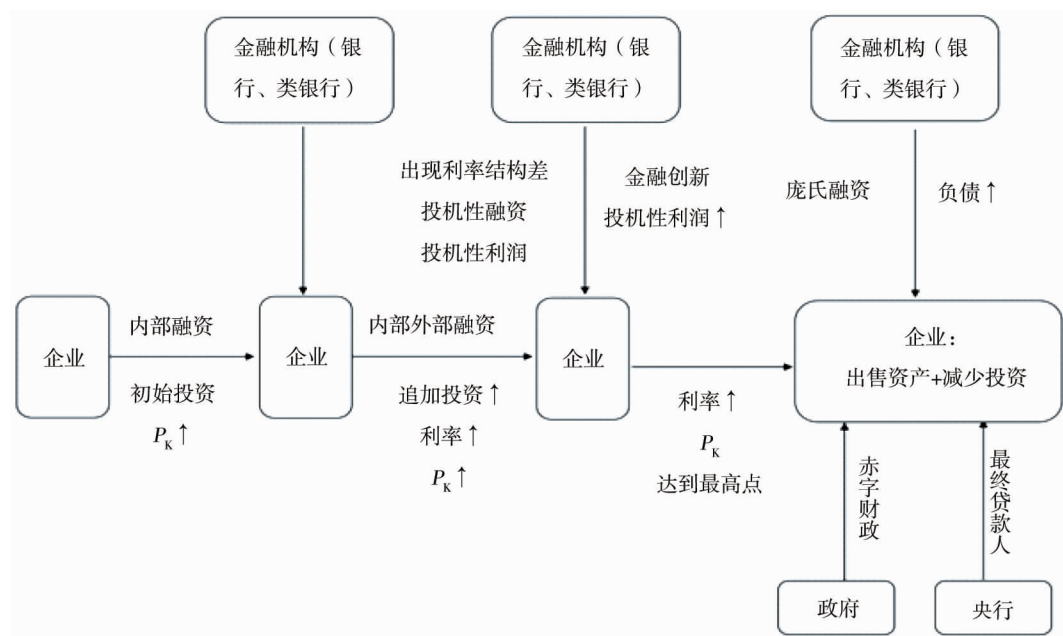 金融机构（银
行、类银行）
金融机构（银
行、类银行）
金融机构（银
行、类银行）
出现利率结构差
投机性融资
投机性利润
金融创新
投机性利润↑
庞氏融资
负债↑
企业
内部融资
初始投资
P_K↑
企业
内部外部融资
追加投资↑
利率↑
P_K↑
企业
利率↑
P_K
达到最高点
企业：
出售资产+减少投资
赤字财政
最终贷款人
政府
央行